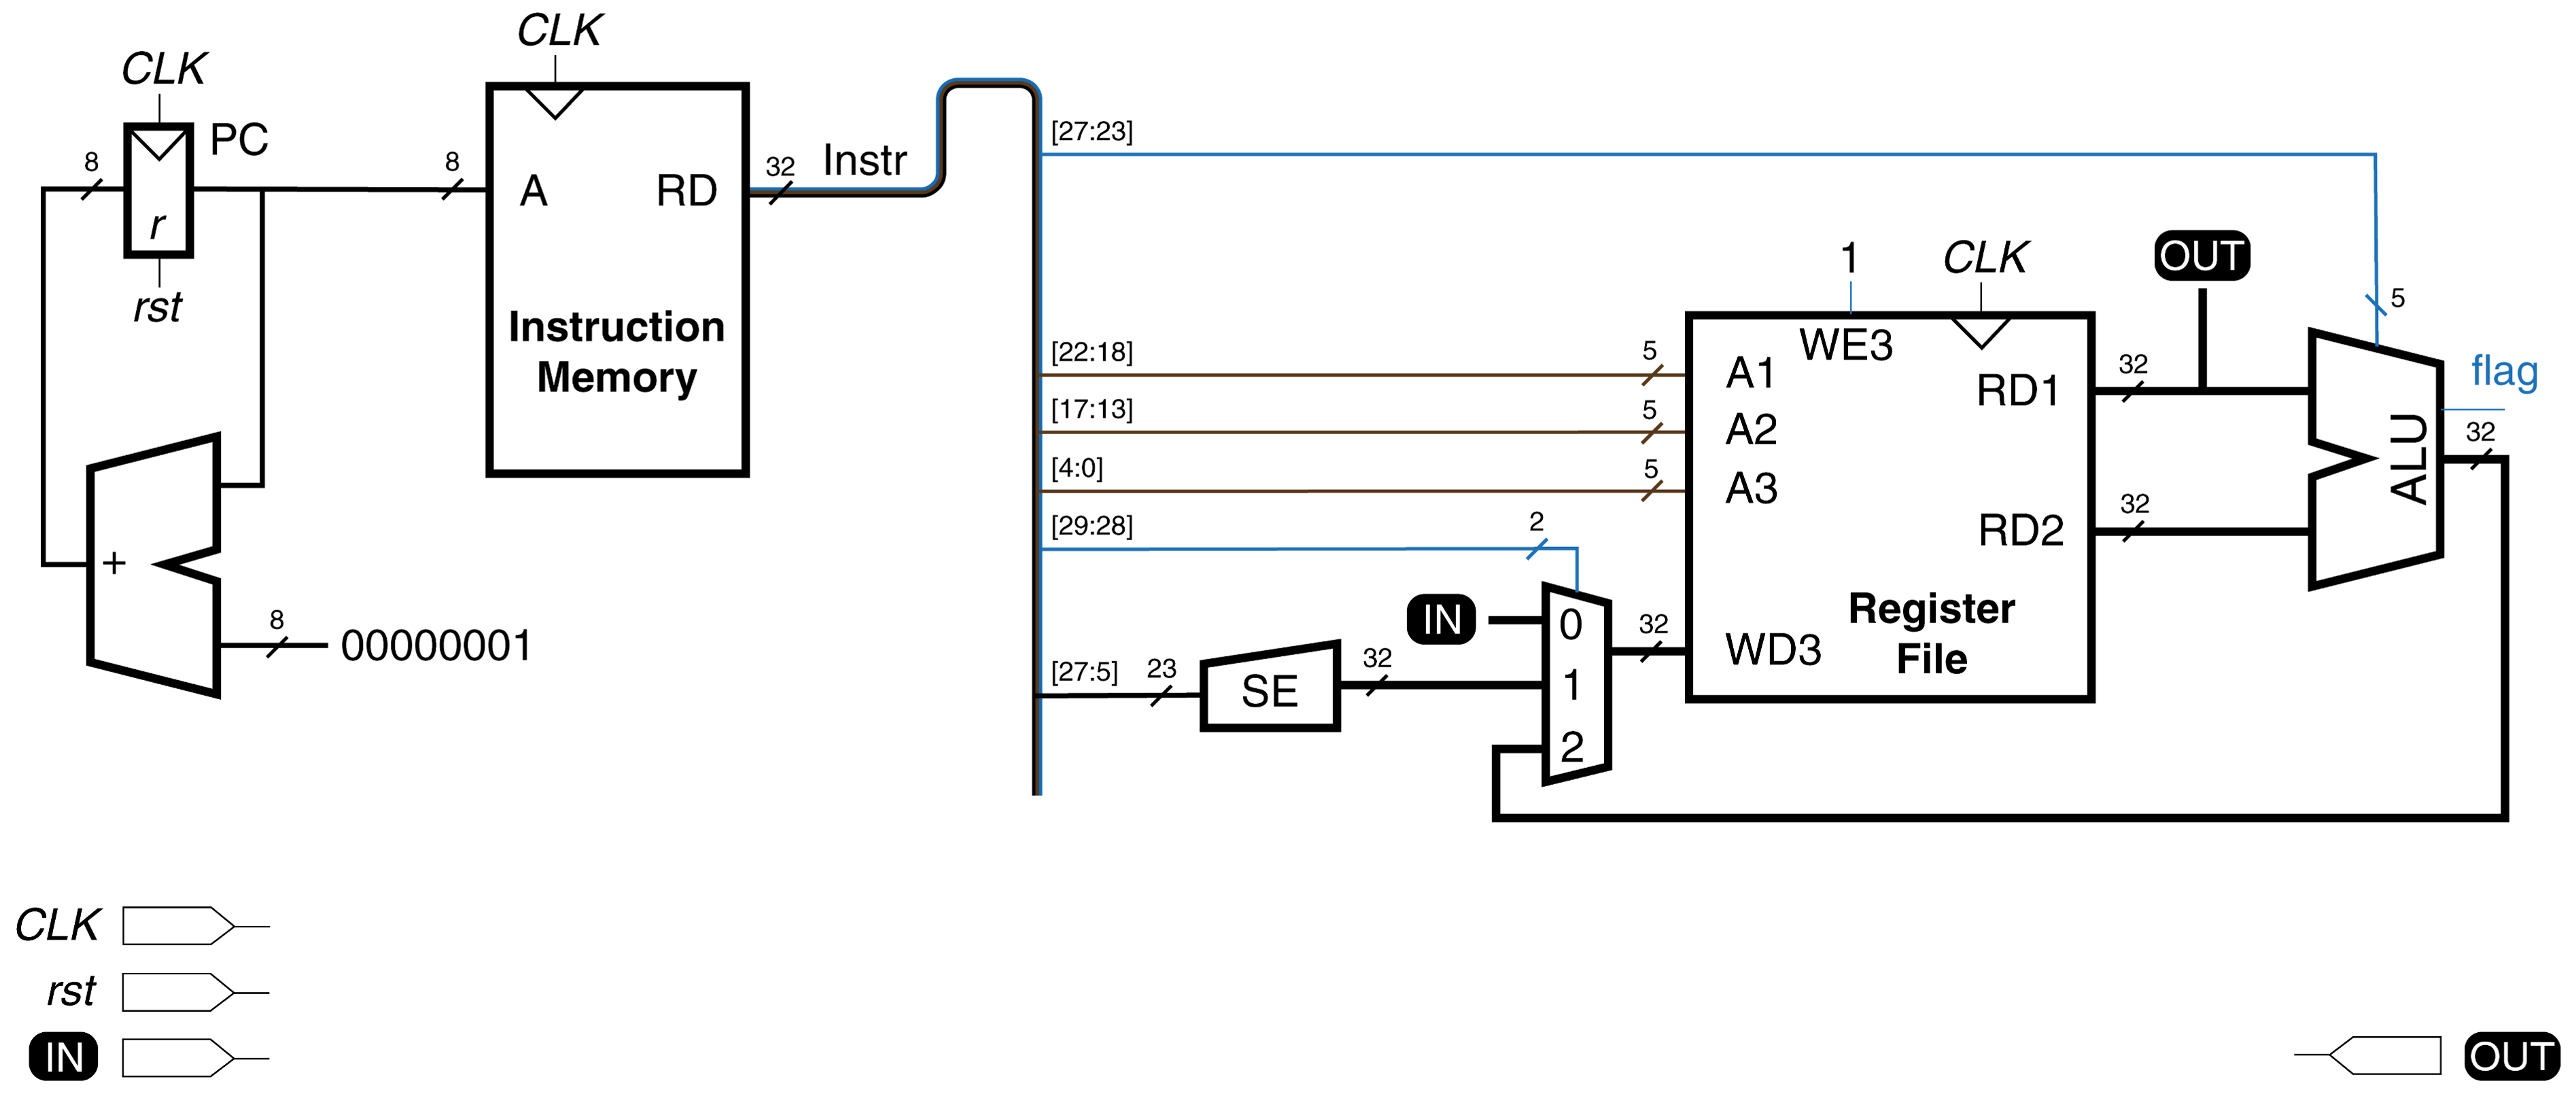 CLK
CLK
PC
8
r
rst
8
A
RD
32
Instr
Instruction
Memory
+
8
00000001
[27:23]
[22:18]
5
[17:13]
5
[4:0]
5
[29:28]
2
[27:5]
23
SE
32
IN
0
1
2
32
1
CLK
WE3
A1
A2
A3
WD3
RD1
RD2
Register
File
OUT
32
32
5
ALU
flag
32
CLK
rst
IN
OUT